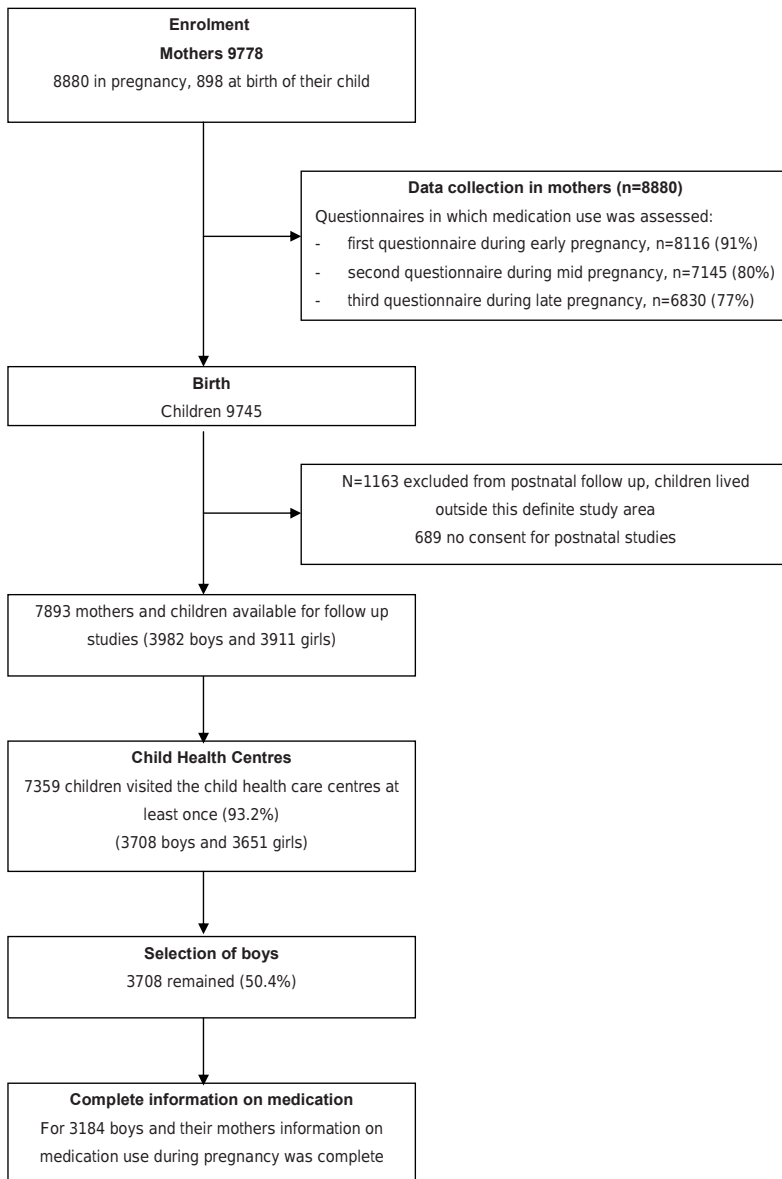 Enrolment
Mothers 9778
8880 in pregnancy, 898 at birth of their child
Data collection in mothers (n=8880)
Questionnaires in which medication use was assessed:
- first questionnaire during early pregnancy, n=8116 (91%)
- second questionnaire during mid pregnancy, n=7145 (80%)
- third questionnaire during late pregnancy, n=6830 (77%)
Birth
Children 9745
N=1163 excluded from postnatal follow up, children lived
outside this definite study area
689 no consent for postnatal studies
7893 mothers and children available for follow up
studies (3982 boys and 3911 girls)
Child Health Centres
7359 children visited the child health care centres at
least once (93.2%)
(3708 boys and 3651 girls)
Selection of boys
3708 remained (50.4%)
Complete information on medication
For 3184 boys and their mothers information on
medication use during pregnancy was complete